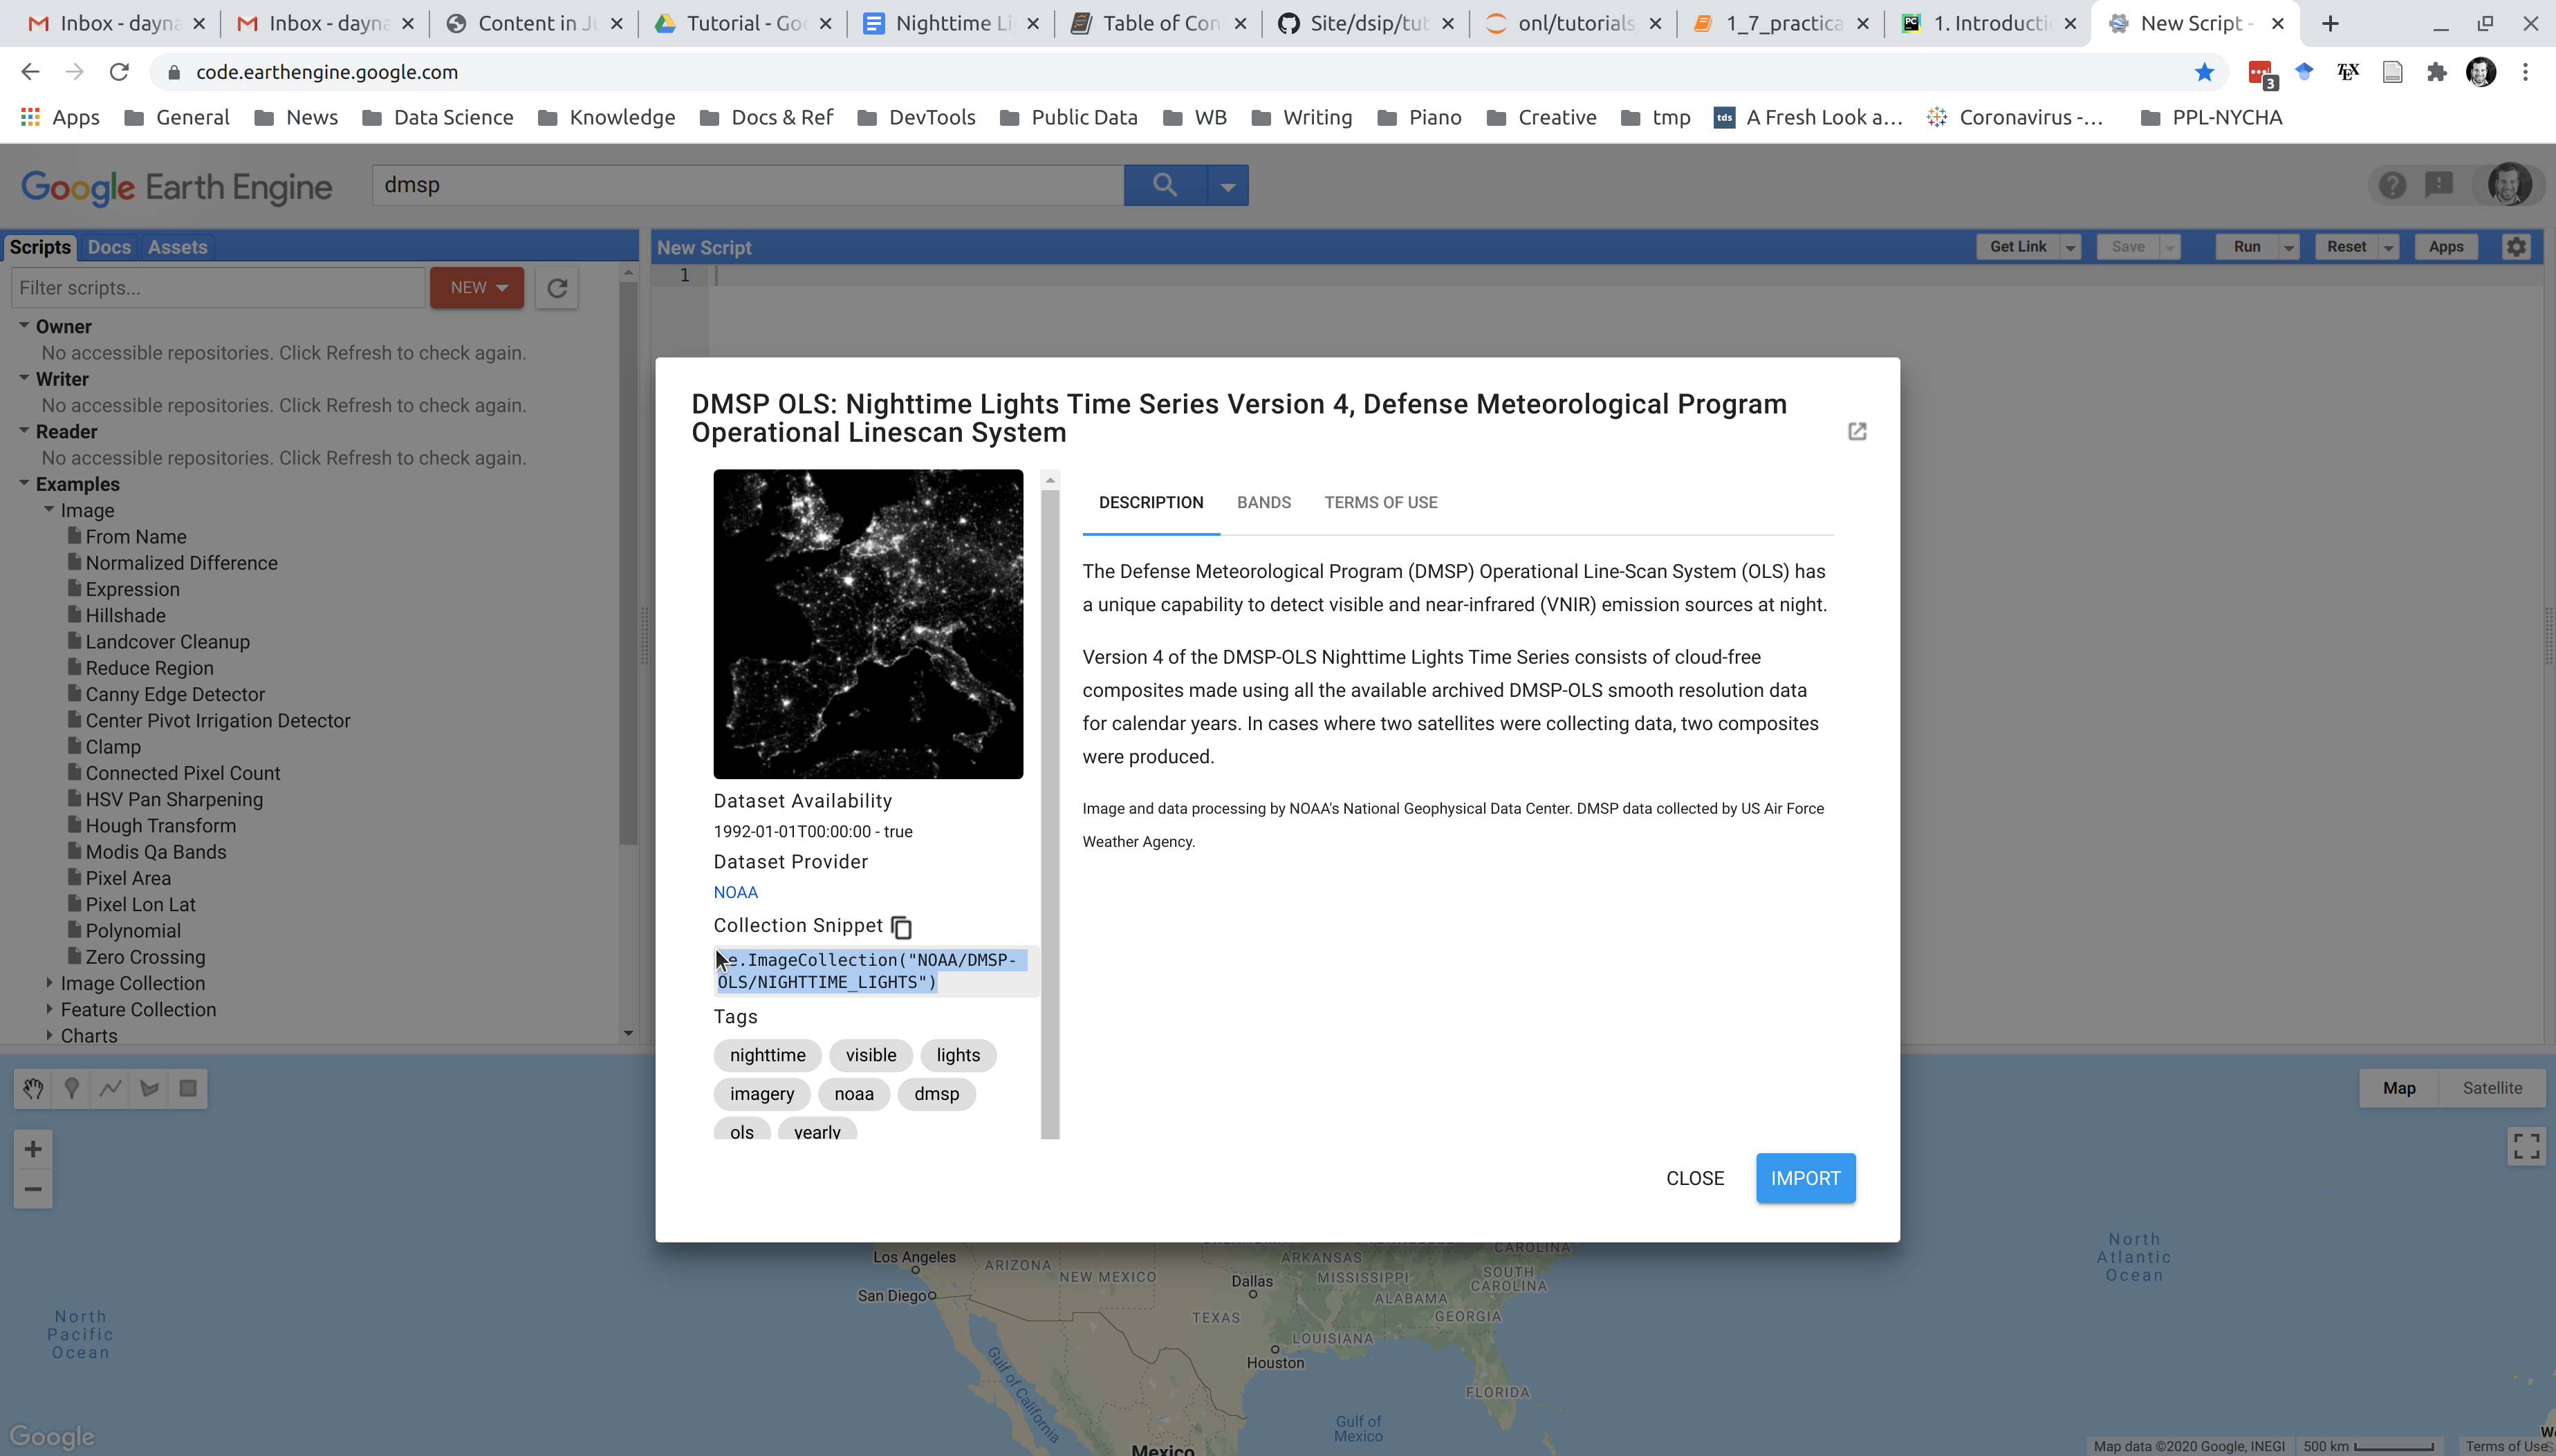 Inbox - dayna
Inbox - dayna
Content in Ju
Tutorial - Goo
Nighttime Li
Table of Con
Site/dsip/tut
onl/tutorials
1_7_practica
1. Introducti
New Script -
code.earthengine.google.com
3
TEX
Apps
General
News
Data Science
Knowledge
Docs & Ref
DevTools
Public Data
WB
Writing
Piano
Creative
tmp
tds
A Fresh Look a...
Coronavirus -...
PPL-NYCHA
Google Earth Engine
dmsp
Scripts
Docs
Assets
New Script
Get Link
Save
Run
Reset
Apps
Filter scripts...
NEW
1
Owner
No accessible repositories. Click Refresh to check again.
Writer
No accessible repositories. Click Refresh to check again.
Reader
No accessible repositories. Click Refresh to check again.
Examples
Image
From Name
Normalized Difference
Expression
Hillshade
Landcover Cleanup
Reduce Region
Canny Edge Detector
Center Pivot Irrigation Detector
Clamp
Connected Pixel Count
HSV Pan Sharpening
Hough Transform
Modis Qa Bands
Pixel Area
Pixel Lon Lat
Polynomial
Zero Crossing
Image Collection
Feature Collection
Charts
DMSP OLS: Nighttime Lights Time Series Version 4, Defense Meteorological Program
Operational Linescan System
DESCRIPTION
BANDS
TERMS OF USE
The Defense Meteorological Program (DMSP) Operational Line-Scan System (OLS) has
a unique capability to detect visible and near-infrared (VNIR) emission sources at night.
Version 4 of the DMSP-OLS Nighttime Lights Time Series consists of cloud-free
composites made using all the available archived DMSP-OLS smooth resolution data
for calendar years. In cases where two satellites were collecting data, two composites
were produced.
Image and data processing by NOAA's National Geophysical Data Center. DMSP data collected by US Air Force
Weather Agency.
Dataset Availability
1992-01-01T00:00:00 - true
Dataset Provider
NOAA
Collection Snippet
e.ImageCollection("NOAA/DMSP-
OLS/NIGHTTIME_LIGHTS")
Tags
nighttime
visible
lights
imagery
noaa
dmsp
ols
yearly
CLOSE
IMPORT
Map
Satellite
Los Angeles
San Diego
ARIZONA
NEW MEXICO
Dallas
TEXAS
ARKANSAS
MISSISSIPPI
ALABAMA
LOUISIANA
Houston
CAROLINA
SOUTH
CAROLINA
GEORGIA
FLORIDA
Gulf of
Mexico
Gulf of California
Mexico
North
Pacific
Ocean
North
Atlantic
Ocean
Google
Map data ©2020 Google, INEGI
500 km
Terms of Use